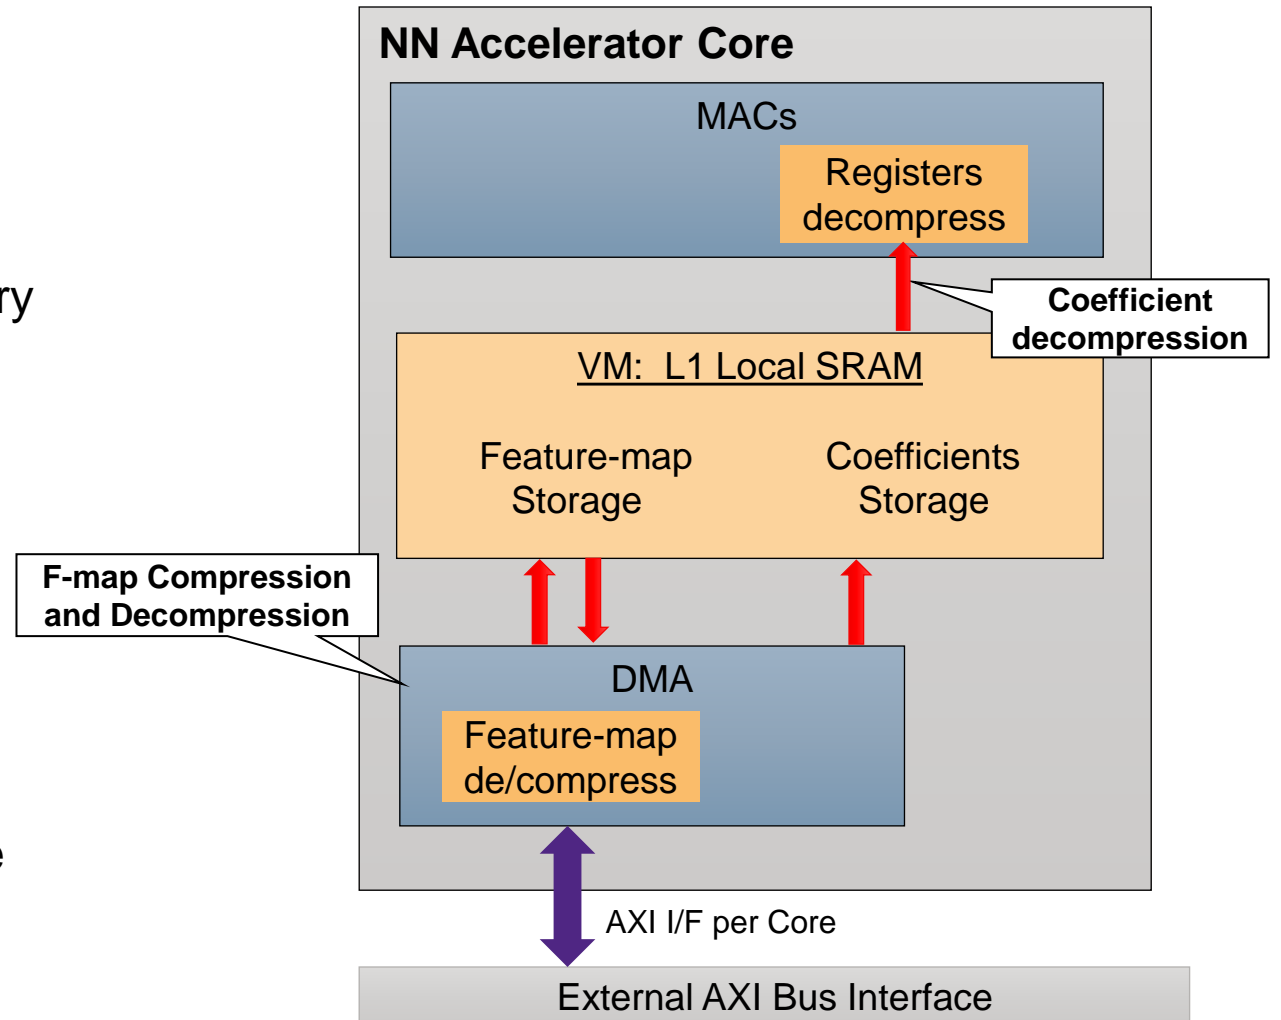 NN Accelerator Core
MACs
Registers
decompress
ry
Coefficient
decompression
VM: L1 Local SRAM
Feature-map
Storage
Coefficients
Storage
F-map Compression
and Decompression
DMA
Feature-map
de/compress
e
AXI I/F per Core
External AXI Bus Interface